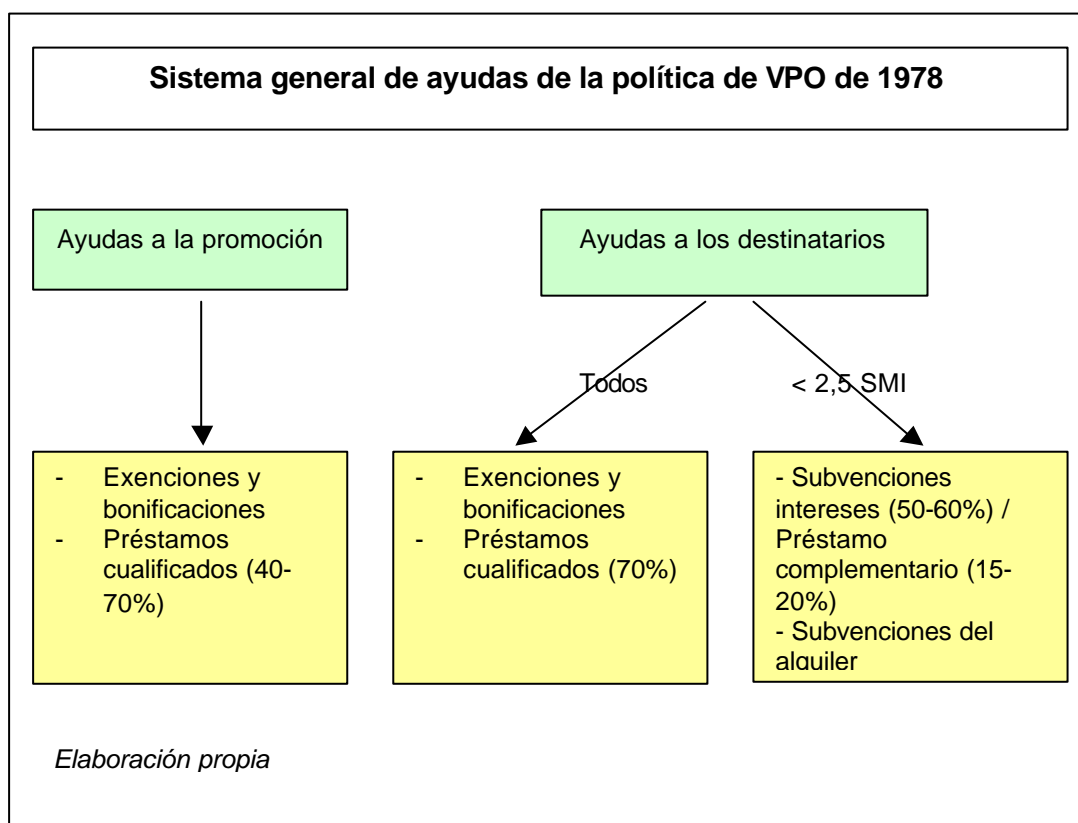 Sistema general de ayudas de la política de VPO de 1978
Ayudas a la promoción
Ayudas a los destinatarios
Todos
< 2,5 SMI
- Exenciones y
bonificaciones
- Préstamos
cualificados (40-
70%)
- Exenciones y
bonificaciones
- Préstamos
cualificados (70%)
- Subvenciones
intereses (50-60%) /
Préstamo
complementario (15-
20%)
- Subvenciones del
alquiler
Elaboración propia